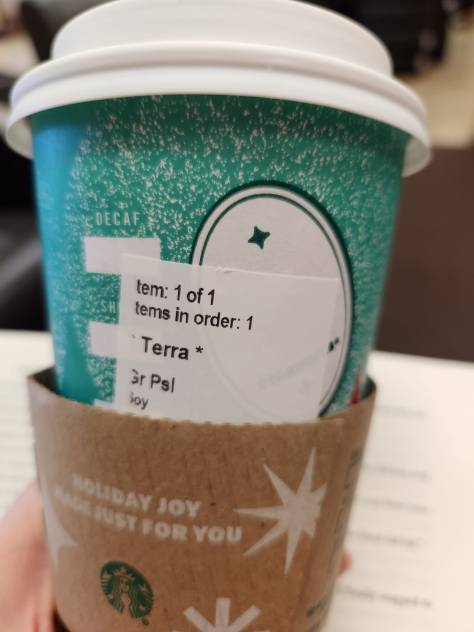 DECAF
tem: 1 of 1
tems in order: 1
* Terra *
Gr Psl
Soy
HOLIDAY JOY
MADE JUST FOR YOU